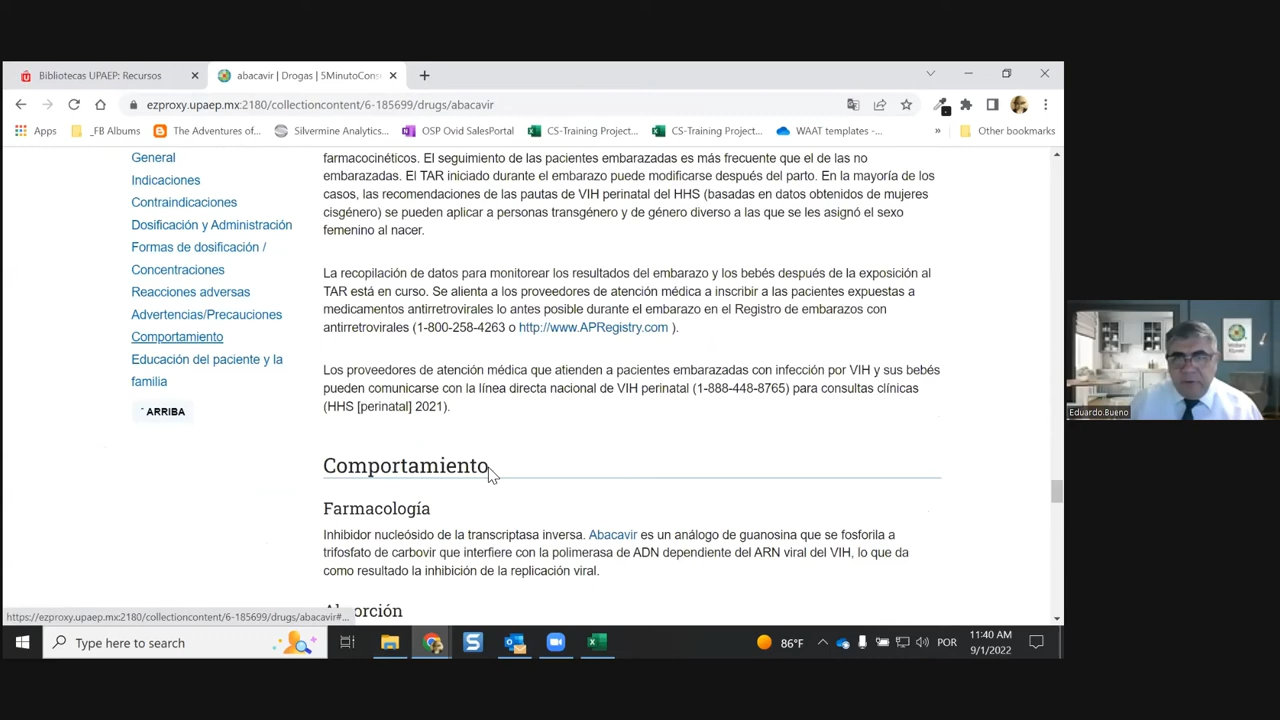 Bibliotecas UPAEP: Recursos
abacavir | Drogas | 5MinutoCons
ezproxy.upaep.mx:2180/collectioncontent/6-185699/drugs/abacavir
Apps
_FB Albums
The Adventures of...
Silvermine Analytics...
OSP Ovid SalesPortal
CS-Training Project...
CS-Training Project...
WAAT templates -...
»
Other bookmarks
General
Indicaciones
Contraindicaciones
Dosificación y Administración
Formas de dosificación /
Concentraciones
Reacciones adversas
Advertencias/Precauciones
Comportamiento
Educación del paciente y la
familia
ARRIBA
farmacocinéticos. El seguimiento de las pacientes embarazadas es más frecuente que el de las no
embarazadas. El TAR iniciado durante el embarazo puede modificarse después del parto. En la mayoría de los
casos, las recomendaciones de las pautas de VIH perinatal del HHS (basadas en datos obtenidos de mujeres
cisgénero) se pueden aplicar a personas transgénero y de género diverso a las que se les asignó el sexo
femenino al nacer.
La recopilación de datos para monitorear los resultados del embarazo y los bebés después de la exposición al
TAR está en curso. Se alienta a los proveedores de atención médica a inscribir a las pacientes expuestas a
medicamentos antirretrovirales lo antes posible durante el embarazo en el Registro de embarazos con
antirretrovirales (1-800-258-4263 o http://www.APRegistry.com ).
Los proveedores de atención médica que atienden a pacientes embarazadas con infección por VIH y sus bebés
pueden comunicarse con la línea directa nacional de VIH perinatal (1-888-448-8765) para consultas clínicas
(HHS [perinatal] 2021).
Comportamiento
Farmacología
Inhibidor nucleósido de la transcriptasa inversa. Abacavir es un análogo de guanosina que se fosforila a
trifosfato de carbovir que interfiere con la polimerasa de ADN dependiente del ARN viral del VIH, lo que da
como resultado la inhibición de la replicación viral.
Absorción
https://ezproxy.upaep.mx:2180/collectioncontent/6-185699/drugs/abacavir#...
Type here to search
86°F
POR
11:40 AM
9/1/2022
Wolters
Kluwer
Eduardo.Bueno